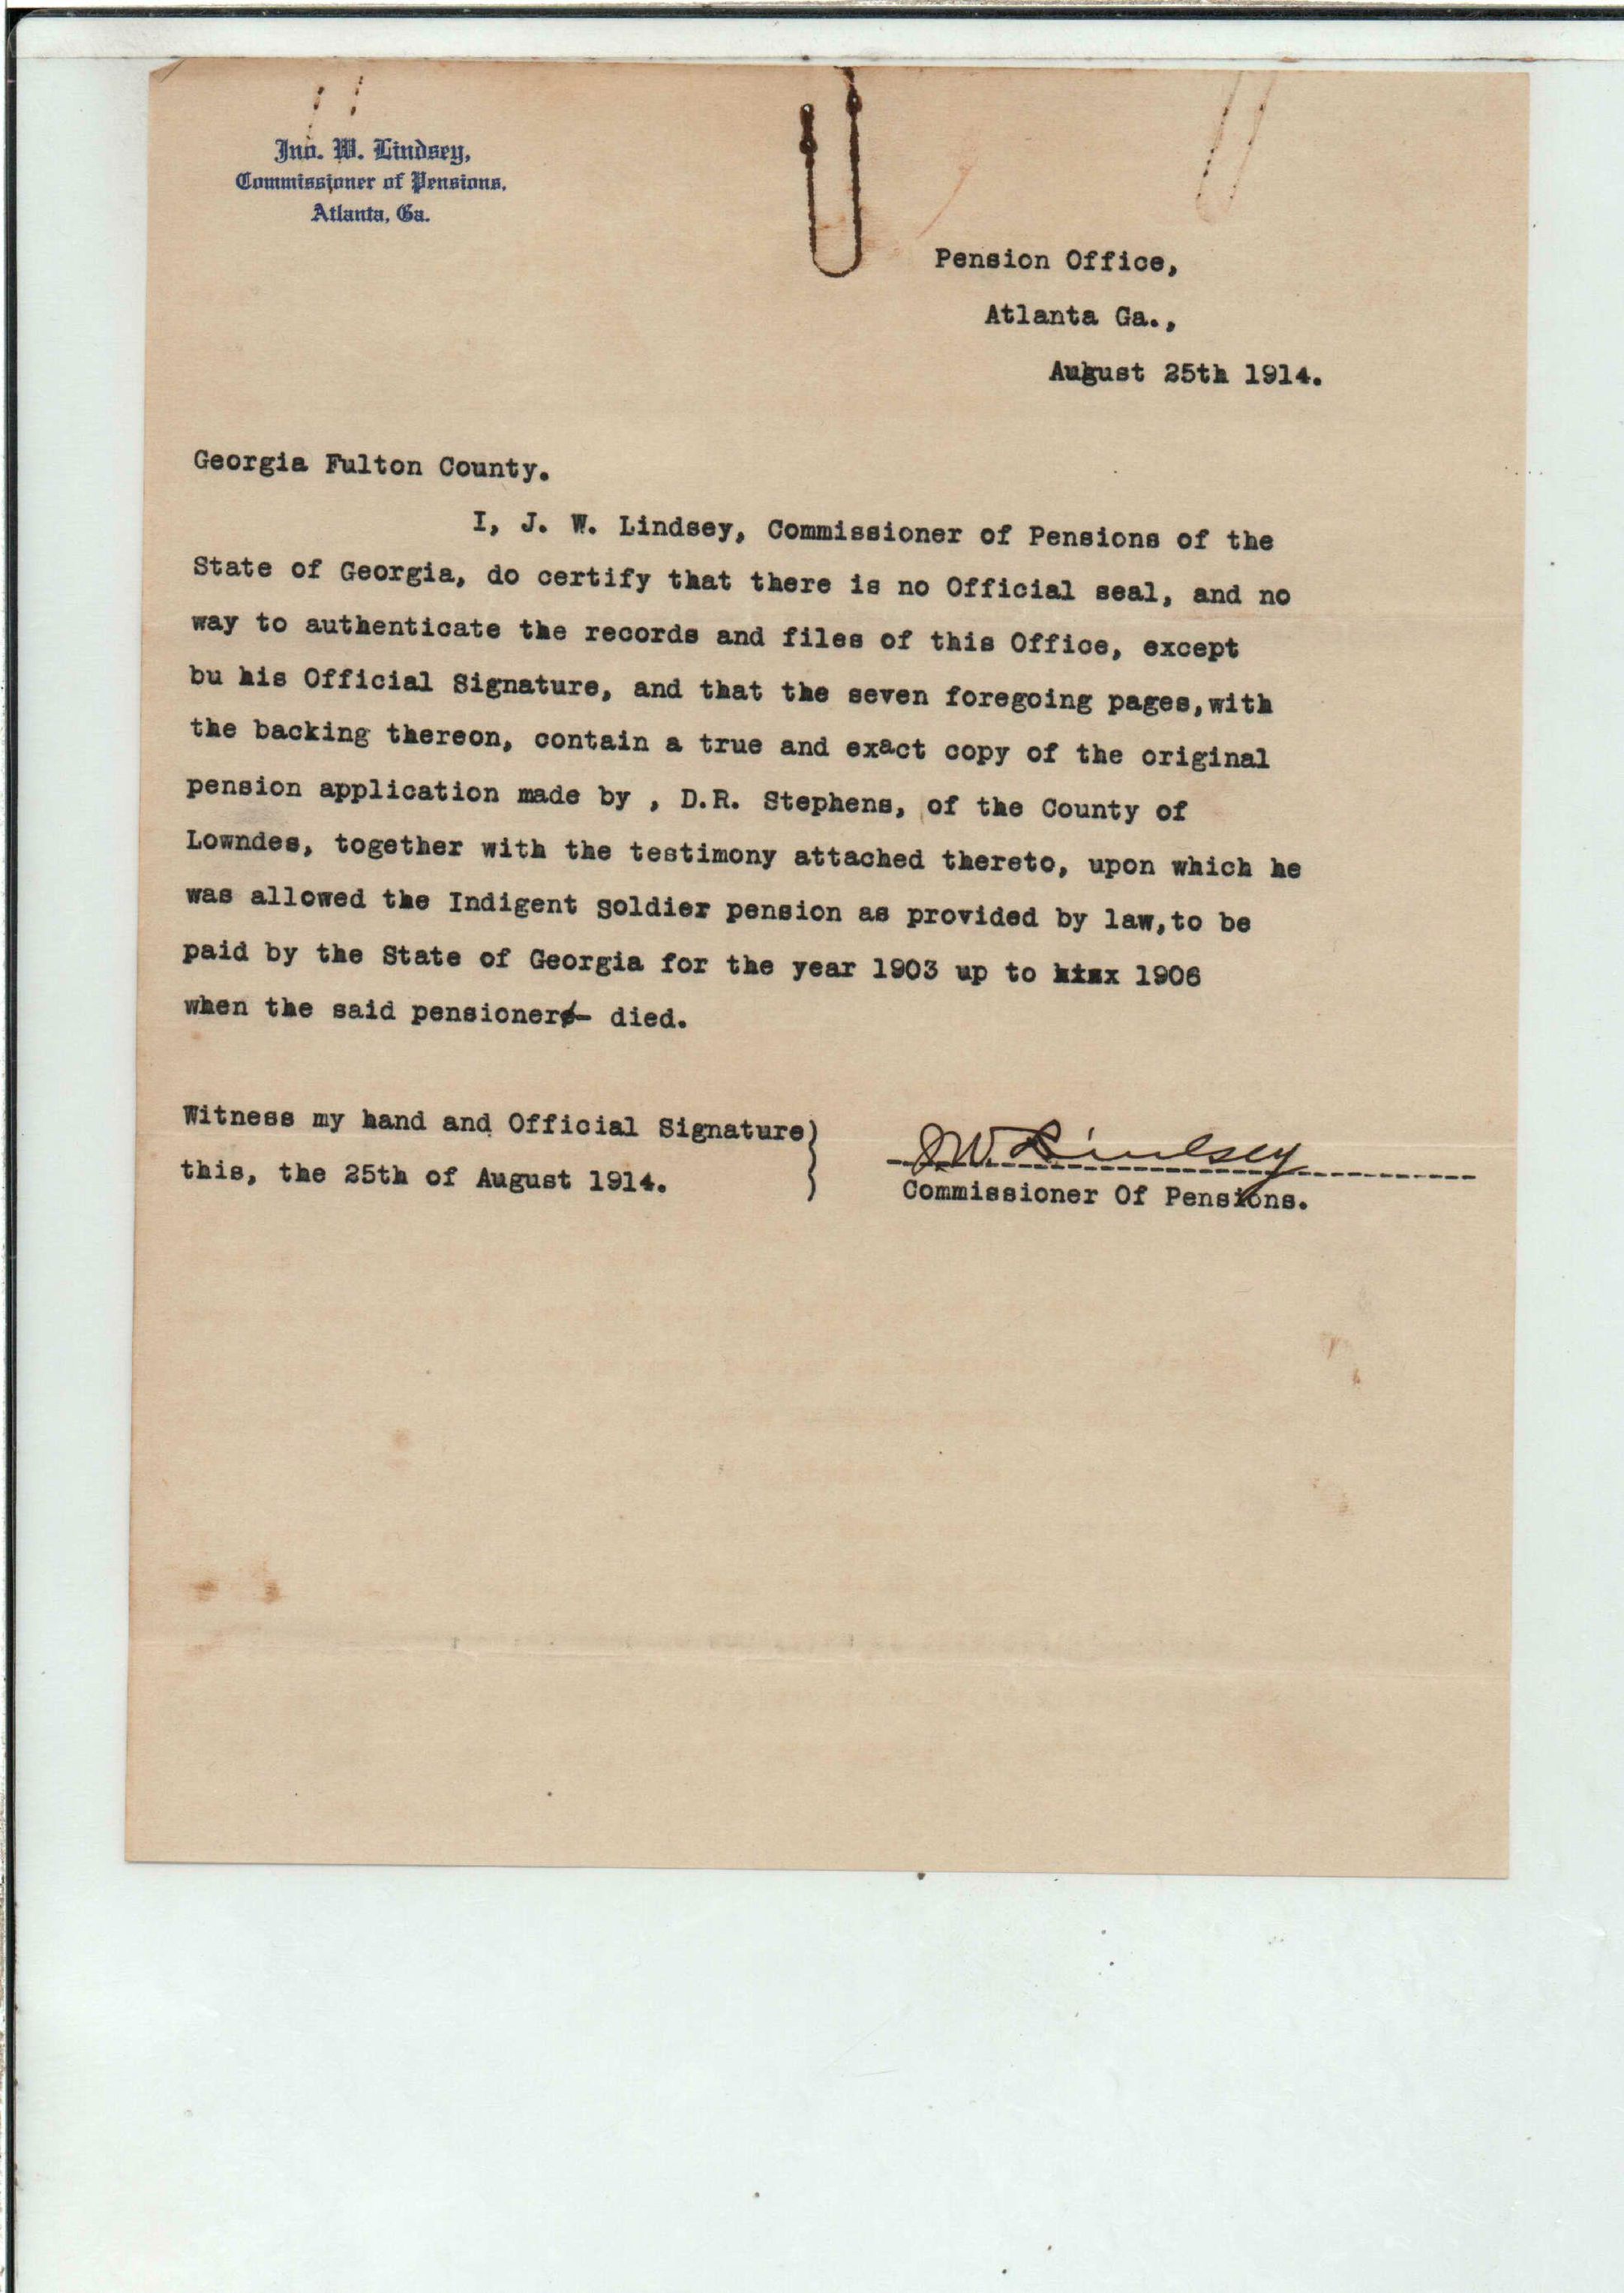 Jno. W. Lindsey,
Commissioner of Pensions,
Atlanta, Ga.
Pension Office,
Atlanta Ga.,
August 25th 1914.
Georgia Fulton County.
I, J. W. Lindsey, Commissioner of Pensions of the
State of Georgia, do certify that there is no Official seal, and no
way to authenticate the records and files of this Office, except
bu his Official Signature, and that the seven foregoing pages,with
the backing thereon, contain a true and exact copy of the original
pension application made by , D.R. Stephens, of the County of
Lowndes, together with the testimony attached thereto, upon which he
was allowed the Indigent soldier pension as provided by law,to be
paid by the State of Georgia for the year 1903 up to 1906
when the said pensioner died.
Witness my hand and Official Signature)
this, the 25th of August 1914.
JW Lindsey
Commissioner Of Pensions.